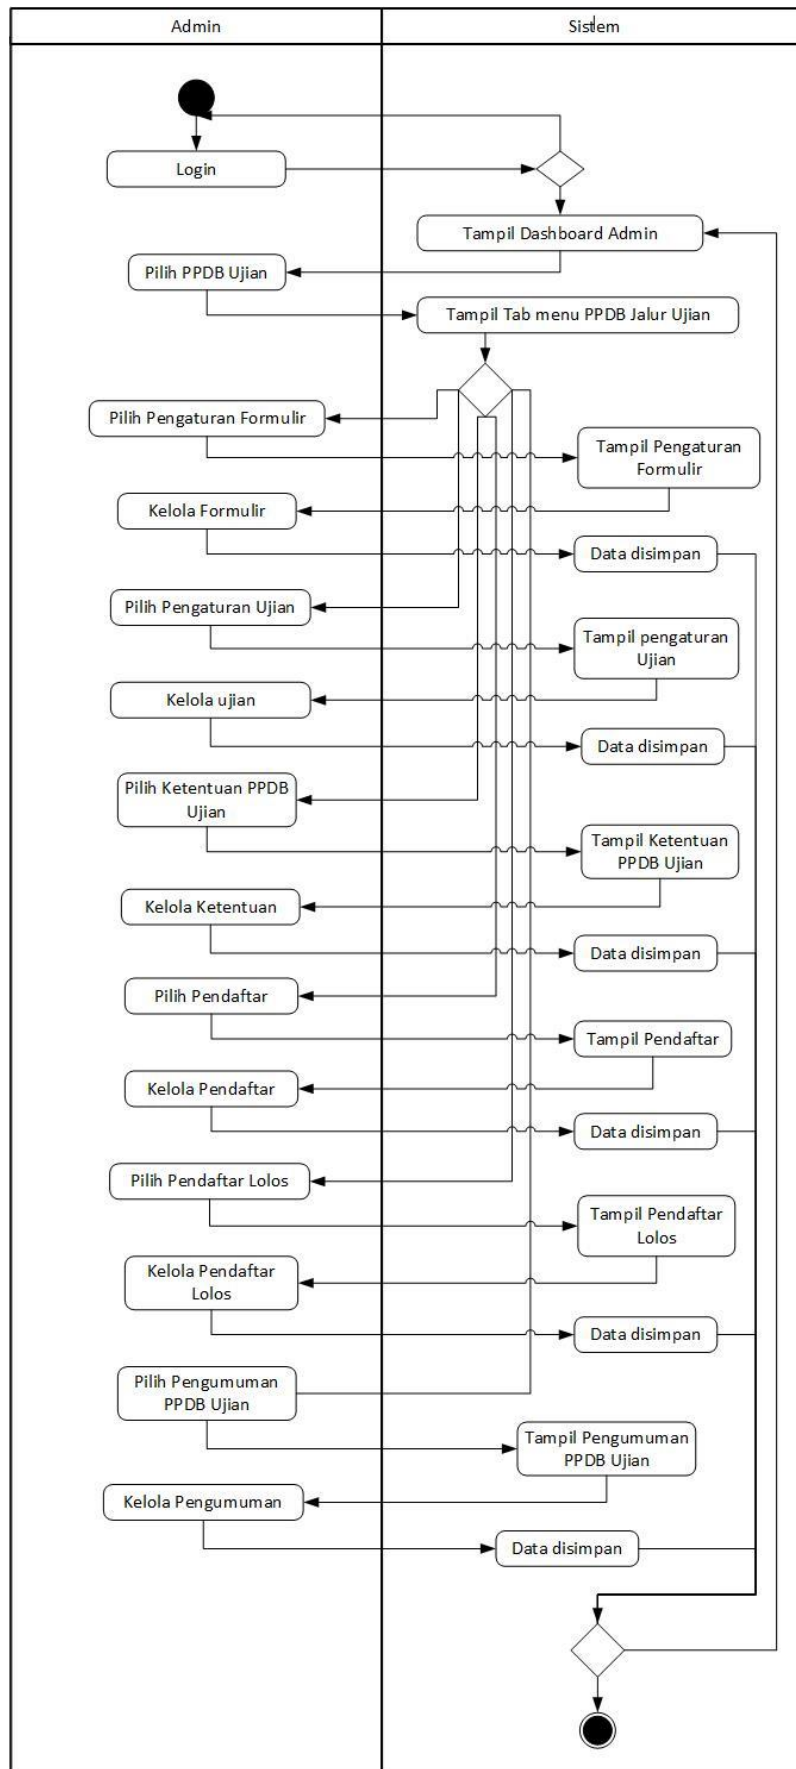 Admin
Sistem
Login
Tampil Dashboard Admin
Pilih PPDB Ujian
Tampil Tab menu PPDB Jalur Ujian
Pilih Pengaturan Formulir
Tampil Pengaturan
Formulir
Kelola Formulir
Data disimpan
Pilih Pengaturan Ujian
Tampil pengaturan
Ujian
Kelola ujian
Data disimpan
Pilih Ketentuan PPDB
Ujian
Tampil Ketentuan
PPDB Ujian
Kelola Ketentuan
Data disimpan
Pilih Pendaftar
Tampil Pendaftar
Kelola Pendaftar
Data disimpan
Pilih Pendaftar Lolos
Tampil Pendaftar
Lolos
Kelola Pendaftar
Lolos
Data disimpan
Pilih Pengumuman
PPDB Ujian
Tampil Pengumuman
PPDB Ujian
Kelola Pengumuman
Data disimpan